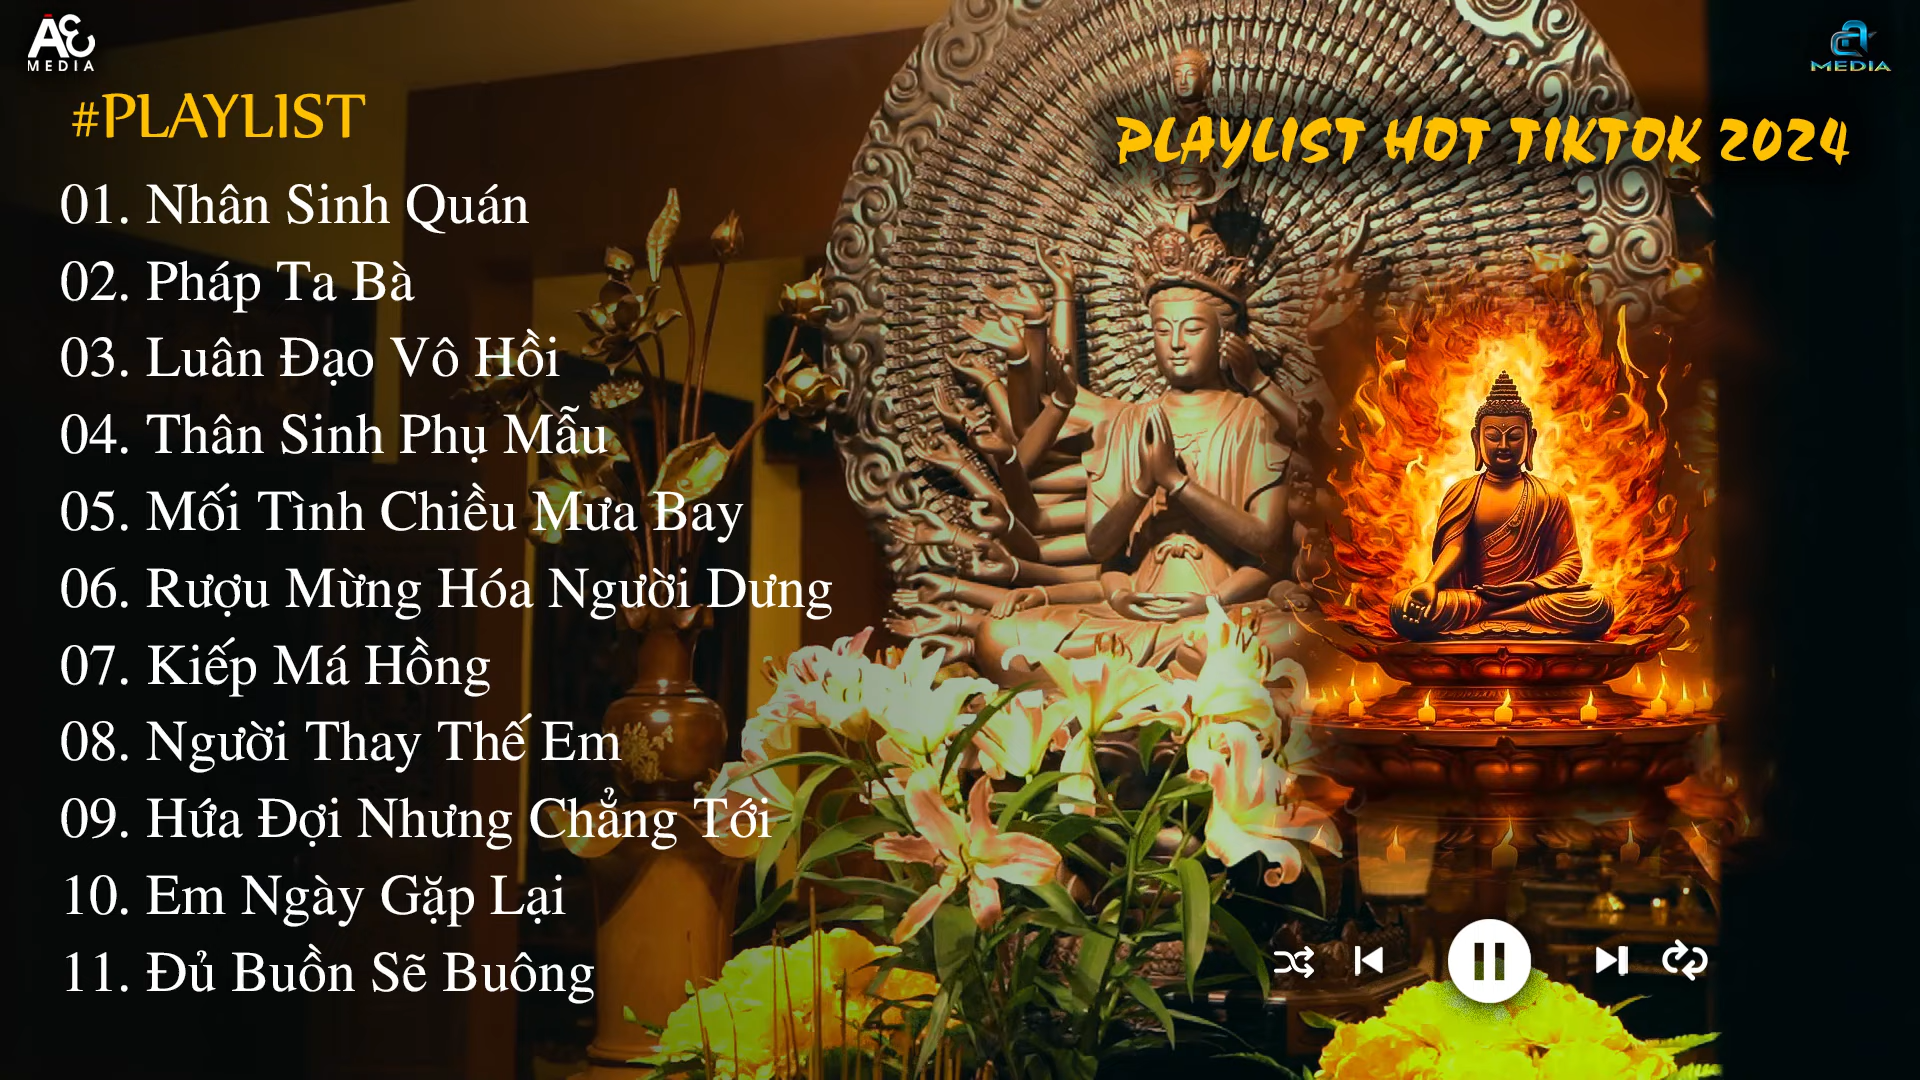 AC
MEDIA
a
MEDIA
#PLAYLIST
PLAYLIST HOT TIKTOK 2024
01. Nhân Sinh Quán
02. Pháp Ta Bà
03. Luân Đạo Vô Hồi
04. Thân Sinh Phụ Mẫu
05. Mối Tình Chiều Mưa Bay
06. Rượu Mừng Hóa Người Dưng
07. Kiếp Má Hồng
08. Người Thay Thế Em
09. Hứa Đợi Nhưng Chẳng Tới
10. Em Ngày Gặp Lại
11. Đủ Buồn Sẽ Buông